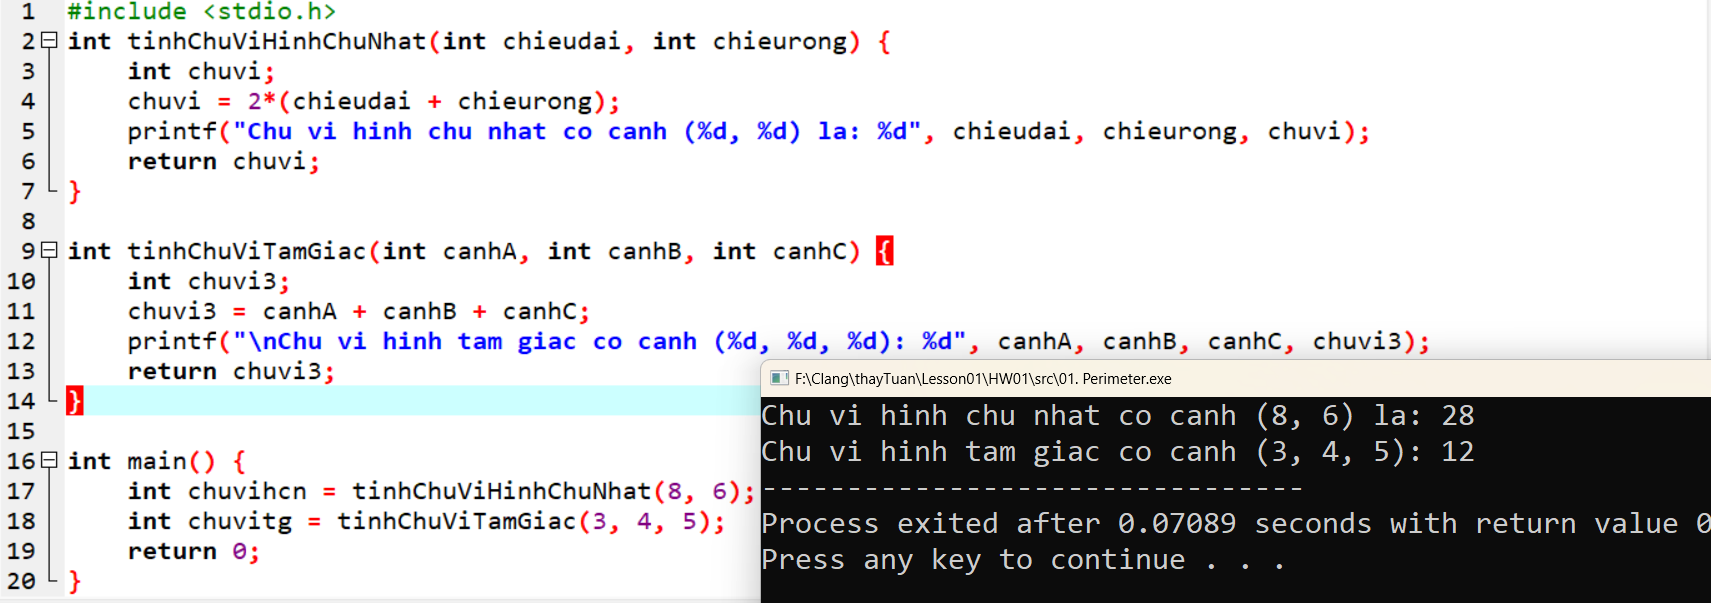 1 #include <stdio.h>
2 int tinhChuViHinhChuNhat(int chieudai, int chieurong) {
3 int chuvi;
4 chuvi = 2*(chieudai + chieurong);
5 printf("Chu vi hinh chu nhat co canh (%d, %d) la: %d", chieudai, chieurong, chuvi);
6 return chuvi;
7 }
8
9 int tinhChuViTamGiac(int canhA, int canhB, int canhC) {
10 int chuvi3;
11 chuvi3 = canhA + canhB + canhC;
12 printf("\nChu vi hinh tam giac co canh (%d, %d, %d): %d", canhA, canhB, canhC, chuvi3);
13 return chuvi3;
14 }
15
16 int main() {
17 int chuvihcn = tinhChuViHinhChuNhat(8, 6);
18 int chuvitg = tinhChuViTamGiac(3, 4, 5);
19 return 0;
20 }
F:\Clang\thayTuan\Lesson01\HW01\src\01. Perimeter.exe
Chu vi hinh chu nhat co canh (8, 6) la: 28
Chu vi hinh tam giac co canh (3, 4, 5): 12
--------------------------------
Process exited after 0.07089 seconds with return value 0
Press any key to continue . . .